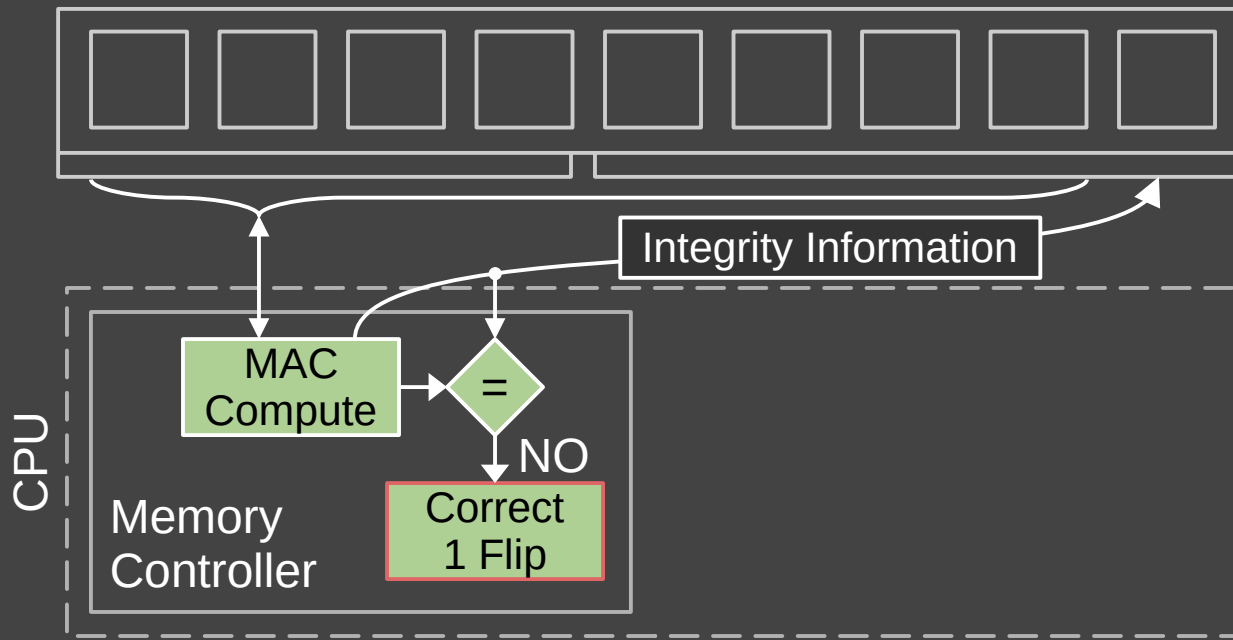 Integrity Information
MAC
Compute
=
NO
CPU
Correct
1 Flip
Memory
Controller